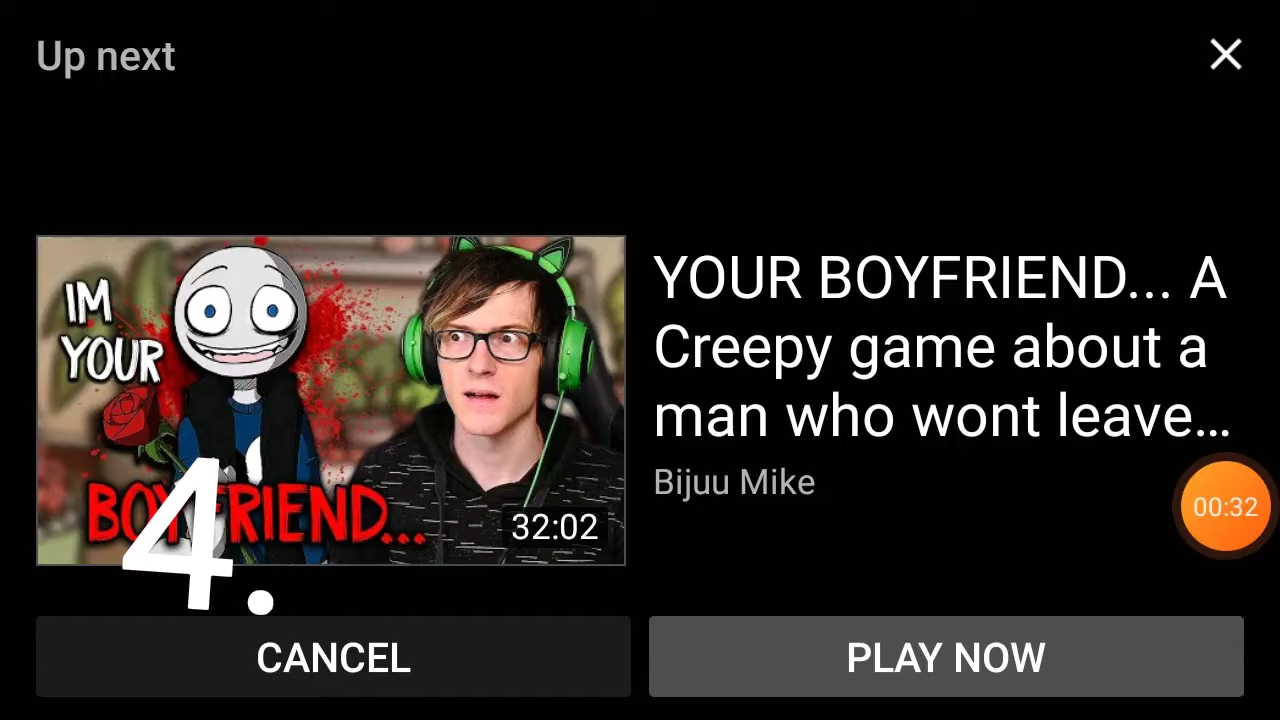 Up next
IM
YOUR
BOYFRIEND...
32:02
4.
YOUR BOYFRIEND... A
Creepy game about a
man who wont leave...
Bijuu Mike
00:32
CANCEL
PLAY NOW